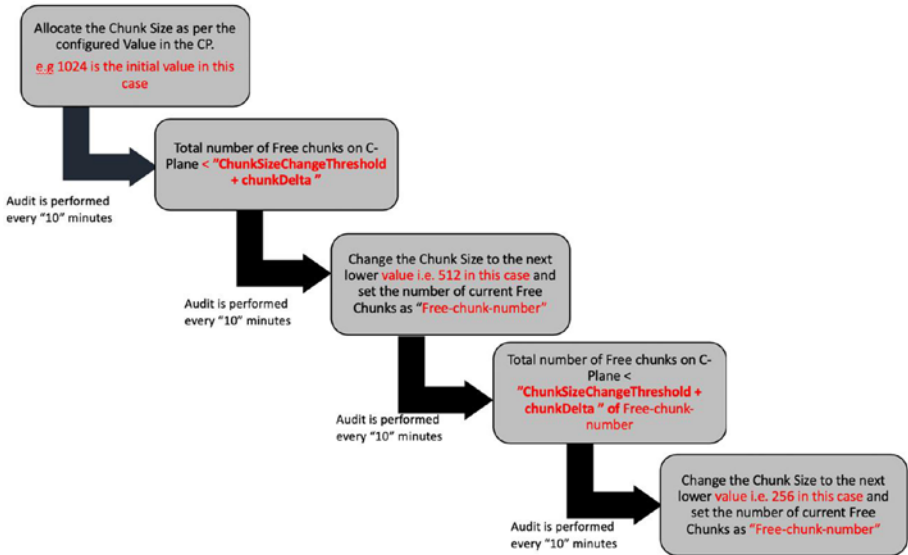 Allocate the Chunk Size as per the
configured Value in the CP.
e.g 1024 is the initial value in this
case
Total number of Free chunks on C-
Plane < "ChunkSizeChangeThreshold
+ chunkDelta "
Audit is performed
every "10" minutes
Change the Chunk Size to the next
lower value i.e. 512 in this case and
set the number of current Free
Chunks as "Free-chunk-number"
Audit is performed
every "10" minutes
Total number of Free chunks on C-
Plane <
"ChunkSizeChangeThreshold +
chunkDelta " of Free-chunk-
number
Audit is performed
every "10" minutes
Change the Chunk Size to the next
lower value i.e. 256 in this case and
set the number of current Free
Chunks as "Free-chunk-number"
Audit is performed
every "10" minutes